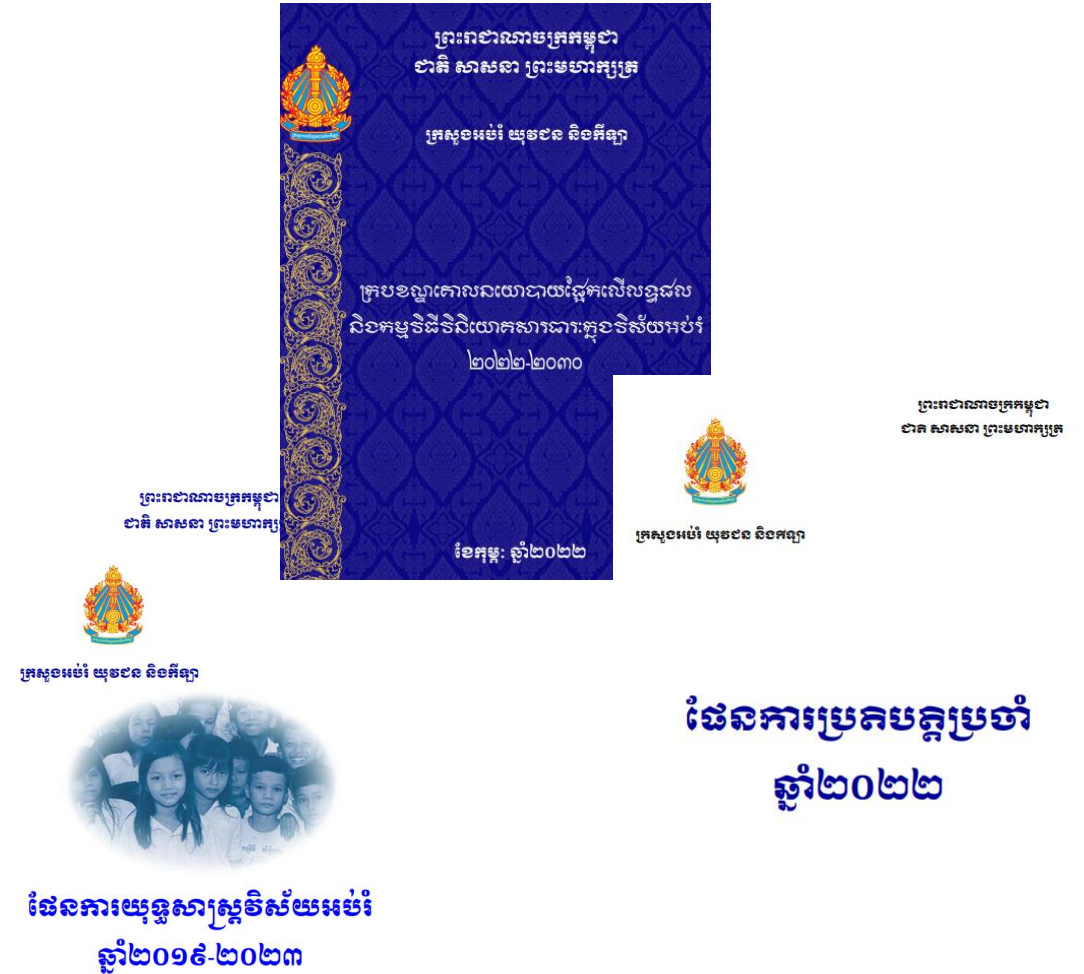 ព្រះរាជាណាចក្រកម្ពុជា
ជាតិ សាសនា ព្រះមហាក្សត្រ
ក្រសួងអប់រំ យុវជន និងកីឡា
ក្របខណ្ឌគោលនយោបាយផ្អែកលើលទ្ធផល
និងកម្មវិធីវិនិយោគសាធារណៈក្នុងវិស័យអប់រំ
២០២២-២០៣០
ខែកុម្ភៈ ឆ្នាំ២០២២
ព្រះរាជាណាចក្រកម្ពុជា
ជាតិ សាសនា ព្រះមហាក្សត្រ
ក្រសួងអប់រំ យុវជន និងកីឡា
ផែនការប្រតិបត្តិប្រចាំ
ឆ្នាំ២០២២
ព្រះរាជាណាចក្រកម្ពុជា
ជាតិ សាសនា ព្រះមហាក្ស
ក្រសួងអប់រំ យុវជន និងកីឡា
ផែនការយុទ្ធសាស្ត្រវិស័យអប់រំ
ឆ្នាំ២០១៩-២០២៣